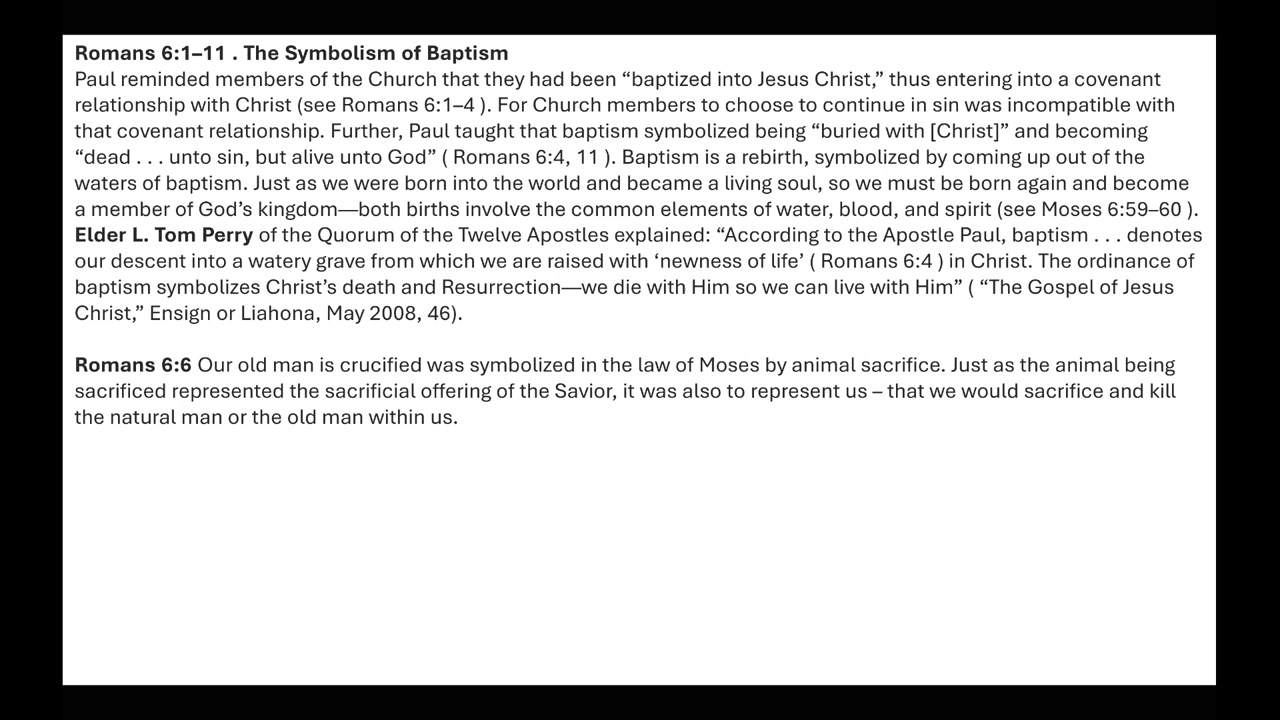 Romans 6:1–11 . The Symbolism of Baptism
Paul reminded members of the Church that they had been “baptized into Jesus Christ,” thus entering into a covenant
relationship with Christ (see Romans 6:1–4 ). For Church members to choose to continue in sin was incompatible with
that covenant relationship. Further, Paul taught that baptism symbolized being “buried with [Christ]” and becoming
“dead . . . unto sin, but alive unto God” ( Romans 6:4, 11 ). Baptism is a rebirth, symbolized by coming up out of the
waters of baptism. Just as we were born into the world and became a living soul, so we must be born again and become
a member of God’s kingdom—both births involve the common elements of water, blood, and spirit (see Moses 6:59–60 ).
Elder L. Tom Perry of the Quorum of the Twelve Apostles explained: “According to the Apostle Paul, baptism . . . denotes
our descent into a watery grave from which we are raised with ‘newness of life’ ( Romans 6:4 ) in Christ. The ordinance of
baptism symbolizes Christ’s death and Resurrection—we die with Him so we can live with Him” ( “The Gospel of Jesus
Christ,” Ensign or Liahona, May 2008, 46).
Romans 6:6 Our old man is crucified was symbolized in the law of Moses by animal sacrifice. Just as the animal being
sacrificed represented the sacrificial offering of the Savior, it was also to represent us – that we would sacrifice and kill
the natural man or the old man within us.